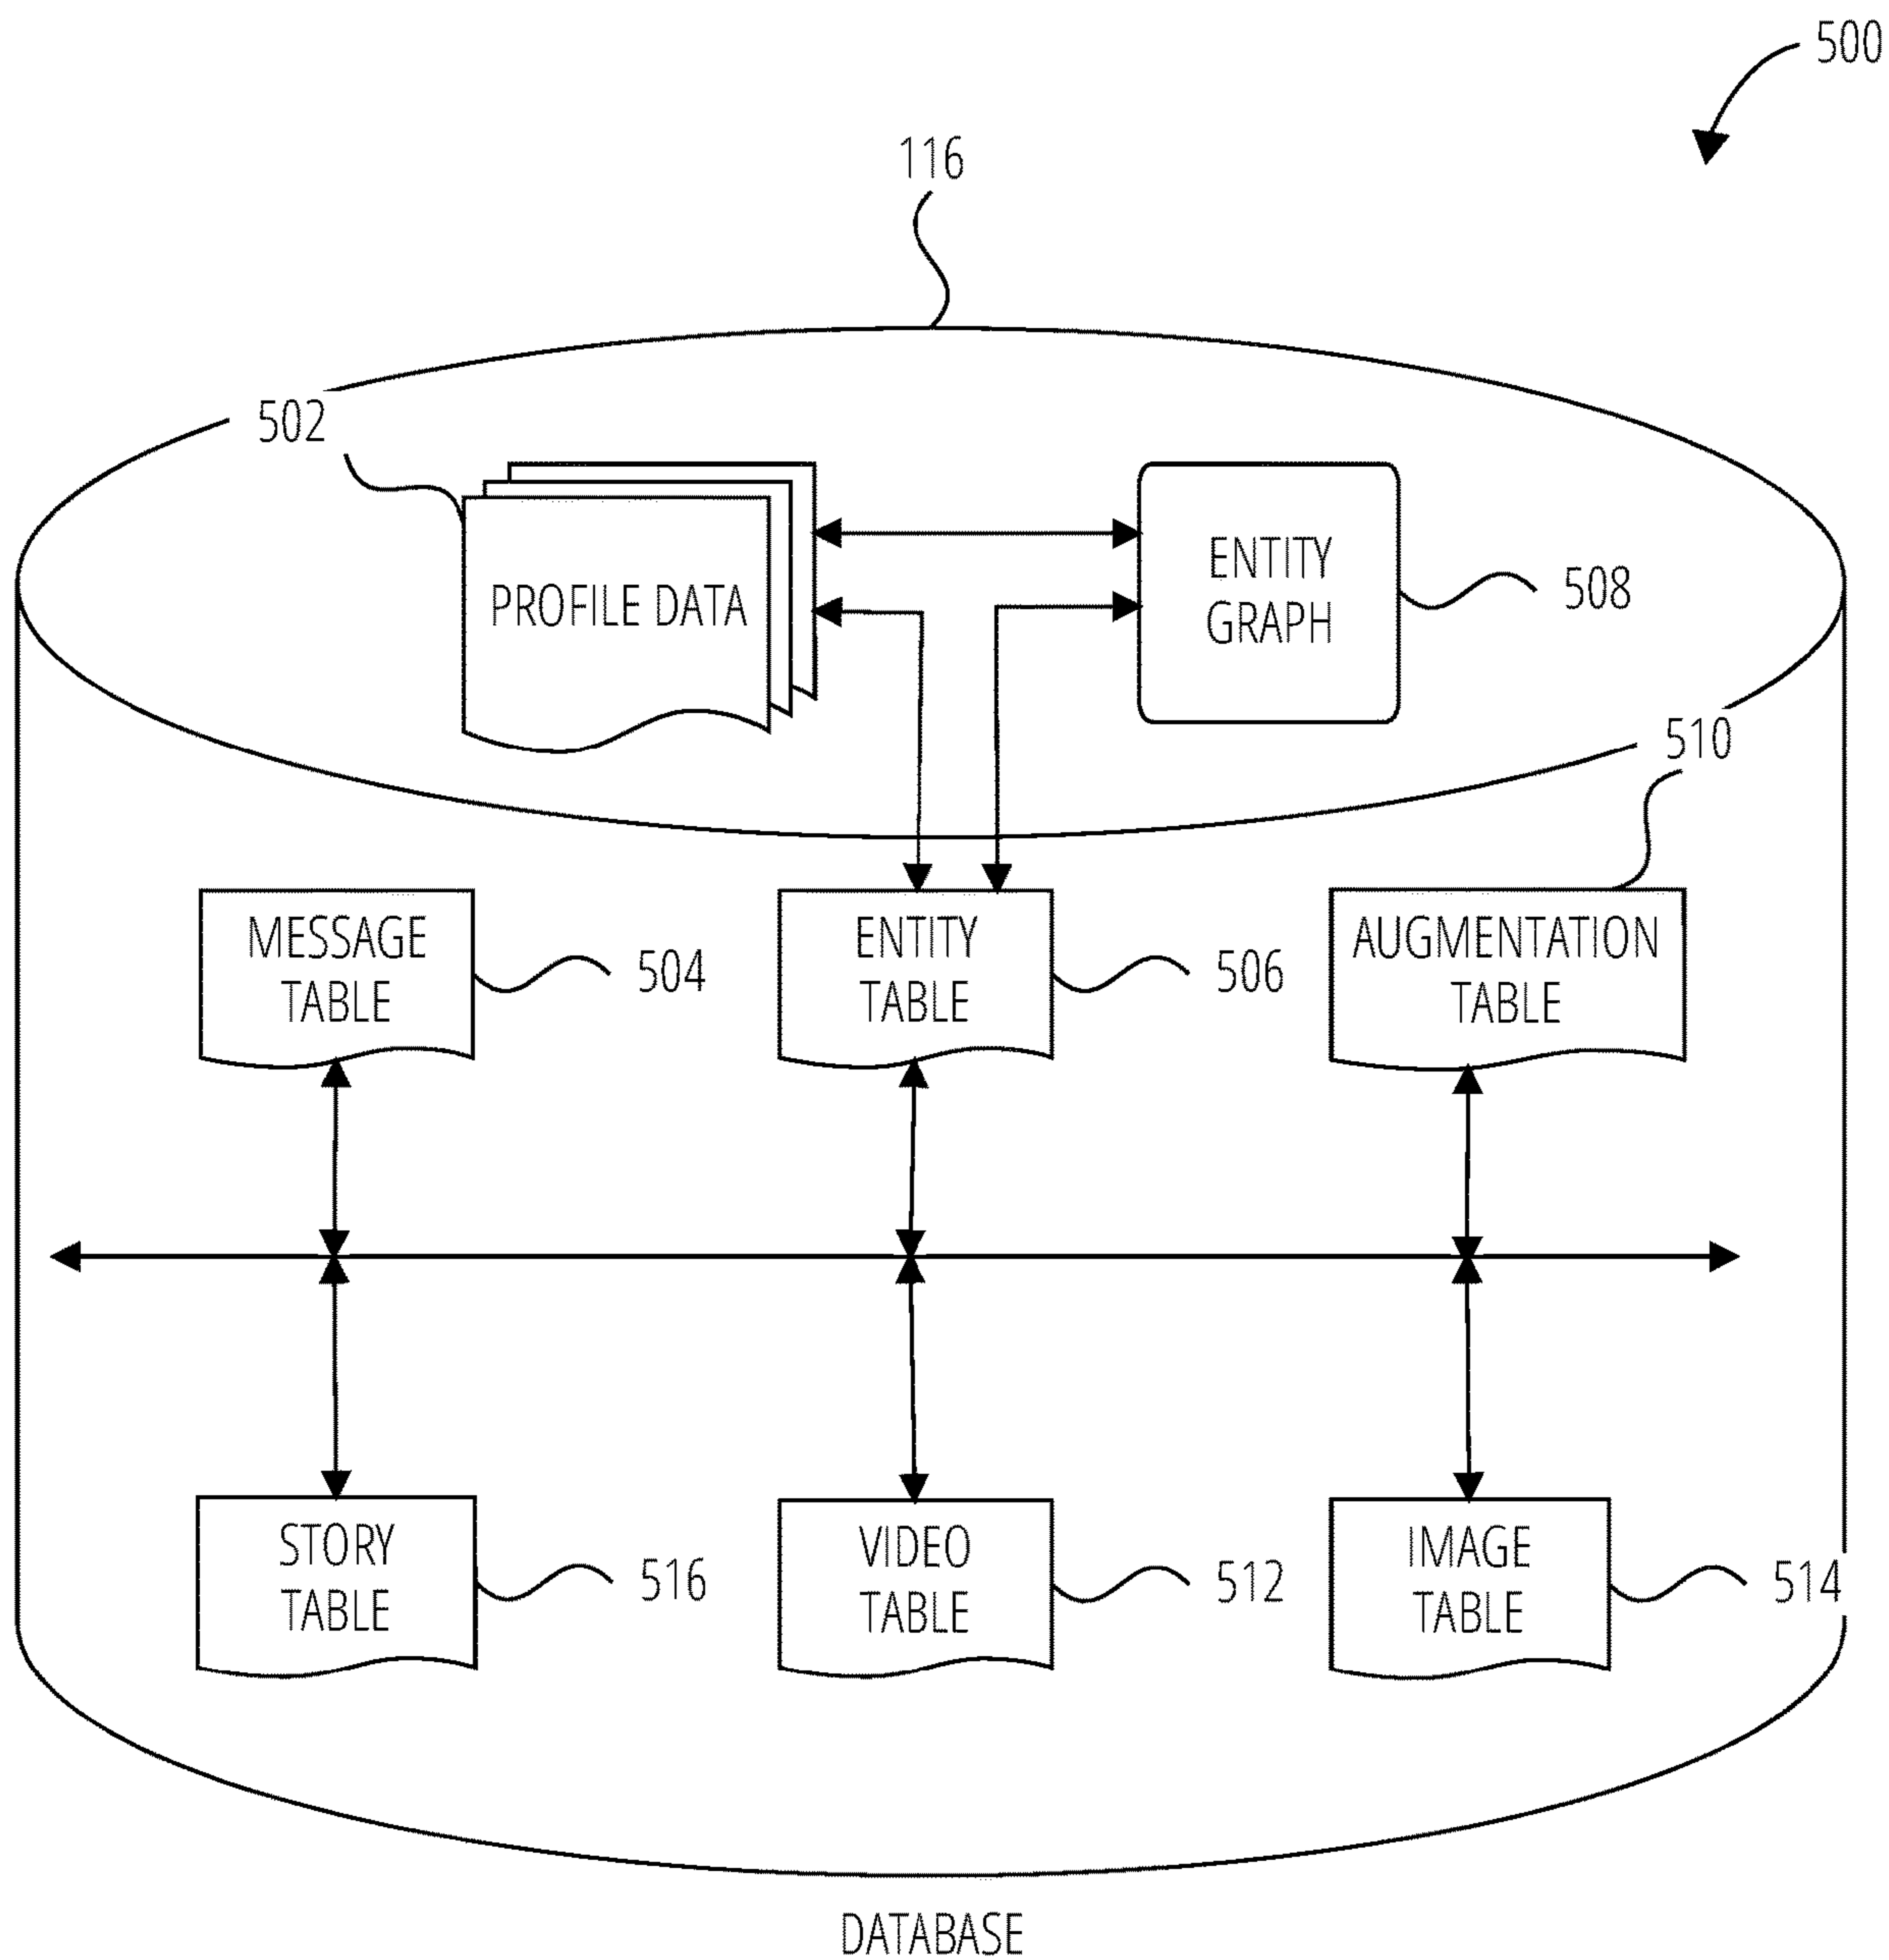 500
116
502
PROFILE DATA
ENTITY
GRAPH
508
510
MESSAGE
TABLE
504
ENTITY
TABLE
506
AUGMENTATION
TABLE
STORY
TABLE
516
VIDEO
TABLE
512
IMAGE
TABLE
514
DATABASE